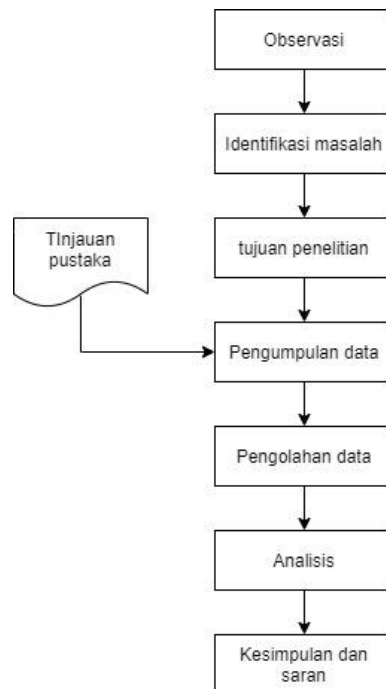 Observasi
Identifikasi masalah
tujuan penelitian
TInjauan
pustaka
Pengumpulan data
Pengolahan data
Analisis
Kesimpulan dan
saran